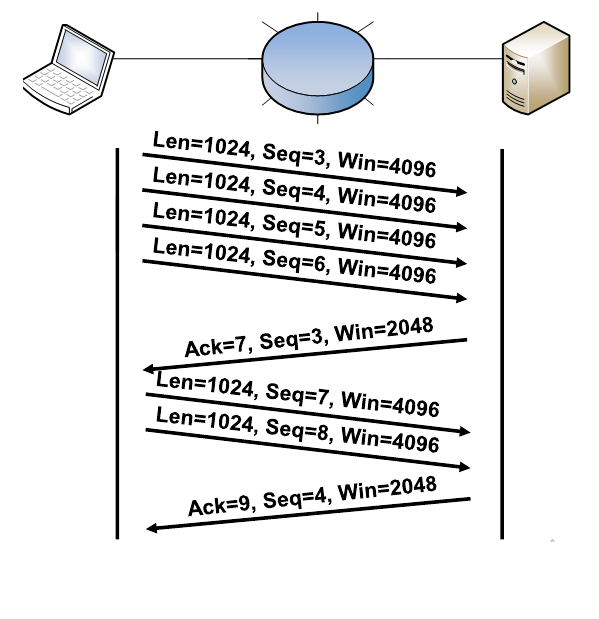 Len=1024, Seq=3, Win=4096
Len=1024, Seq=4, Win=4096
Len=1024, Seq=5, Win=4096
Len=1024, Seq=6, Win=4096
Ack=7, Seq=3, Win=2048
Len=1024, Seq=7, Win=4096
Len=1024, Seq=8, Win=4096
Ack=9, Seq=4, Win=2048